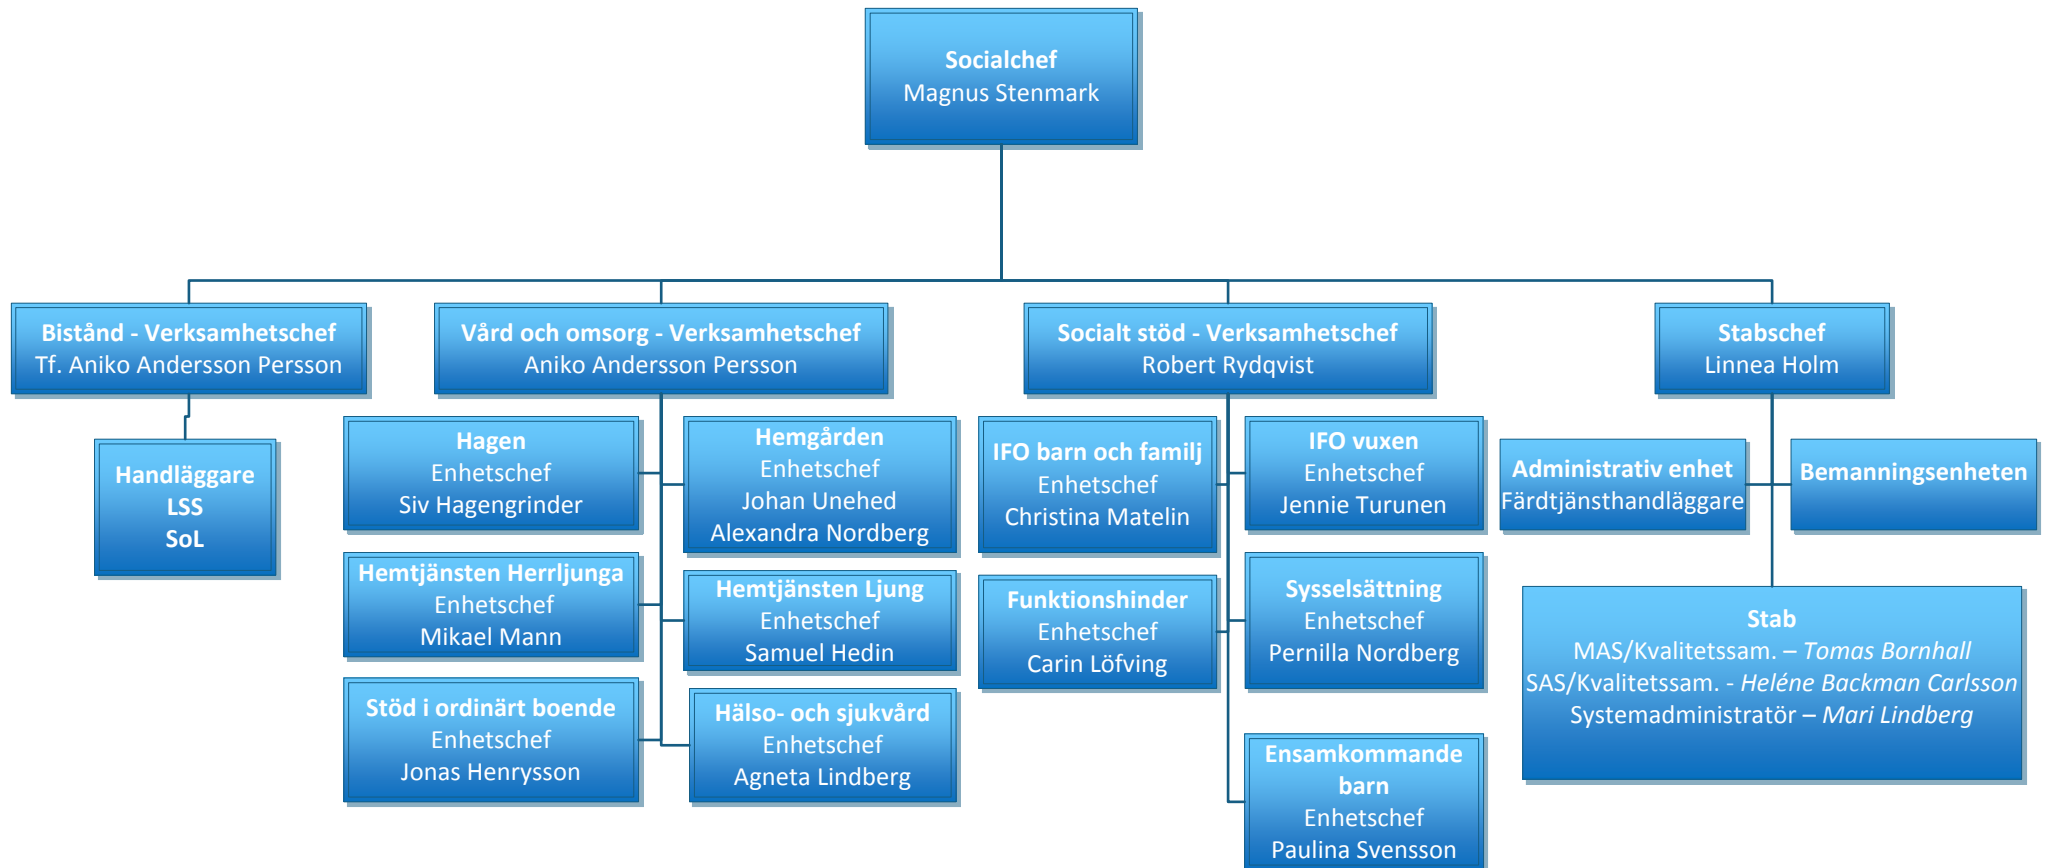 Socialchef
Magnus Stenmark
Bistånd - Verksamhetschef
Tf. Aniko Andersson Persson
Vård och omsorg - Verksamhetschef
Aniko Andersson Persson
Socialt stöd - Verksamhetschef
Robert Rydqvist
Stabschef
Linnea Holm
Handläggare
LSS
SoL
Hagen
Enhetschef
Siv Hagengrinder
Hemgården
Enhetschef
Johan Unehed
Alexandra Nordberg
Hemtjänsten Herrljunga
Enhetschef
Mikael Mann
Hemtjänsten Ljung
Enhetschef
Samuel Hedin
Stöd i ordinärt boende
Enhetschef
Jonas Henrysson
Hälso- och sjukvård
Enhetschef
Agneta Lindberg
IFO barn och familj
Enhetschef
Christina Matelin
IFO vuxen
Enhetschef
Jennie Turunen
Funktionshinder
Enhetschef
Carin Löfving
Sysselsättning
Enhetschef
Pernilla Nordberg
Ensamkommande
barn
Enhetschef
Paulina Svensson
Administrativ enhet
Färdtjänsthandläggare
Bemanningsenheten
Stab
MAS/Kvalitetssam. – Tomas Bornhall
SAS/Kvalitetssam. - Heléne Backman Carlsson
Systemadministratör – Mari Lindberg